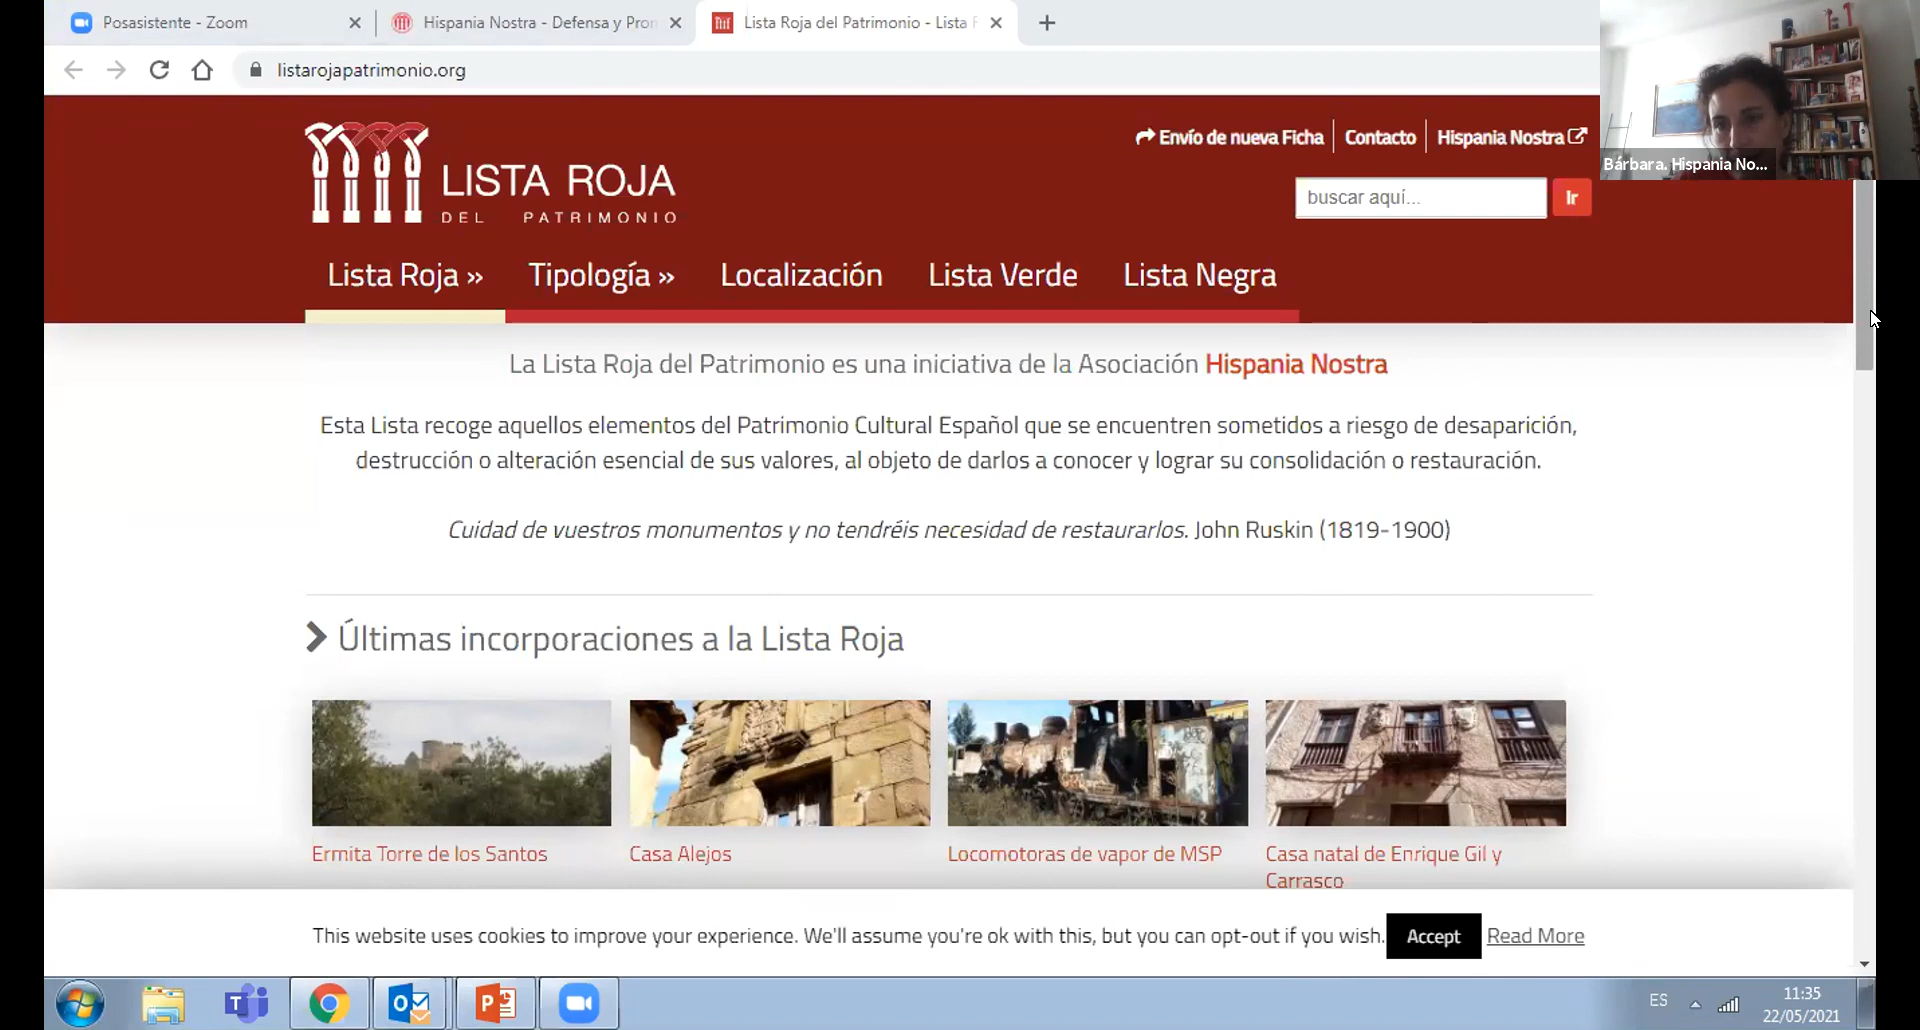 Posasistente - Zoom
Hispania Nostra - Defensa y Pron
Lista Roja del Patrimonio - Lista R
listarojapatrimonio.org
Bárbara. Hispania No...
LISTA ROJA
DEL PATRIMONIO
Envío de nueva Ficha
Contacto
Hispania Nostra
buscar aquí...
Ir
Lista Roja »
Tipología »
Localización
Lista Verde
Lista Negra
La Lista Roja del Patrimonio es una iniciativa de la Asociación Hispania Nostra
Esta Lista recoge aquellos elementos del Patrimonio Cultural Español que se encuentren sometidos a riesgo de desaparición,
destrucción o alteración esencial de sus valores, al objeto de darlos a conocer y lograr su consolidación o restauración.
Cuidad de vuestros monumentos y no tendréis necesidad de restaurarlos. John Ruskin (1819-1900)
Últimas incorporaciones a la Lista Roja
Ermita Torre de los Santos
Casa Alejos
Locomotoras de vapor de MSP
Casa natal de Enrique Gil y
Carrasco
This website uses cookies to improve your experience. We'll assume you're ok with this, but you can opt-out if you wish.
Accept
Read More
ES
11:35
22/05/2021